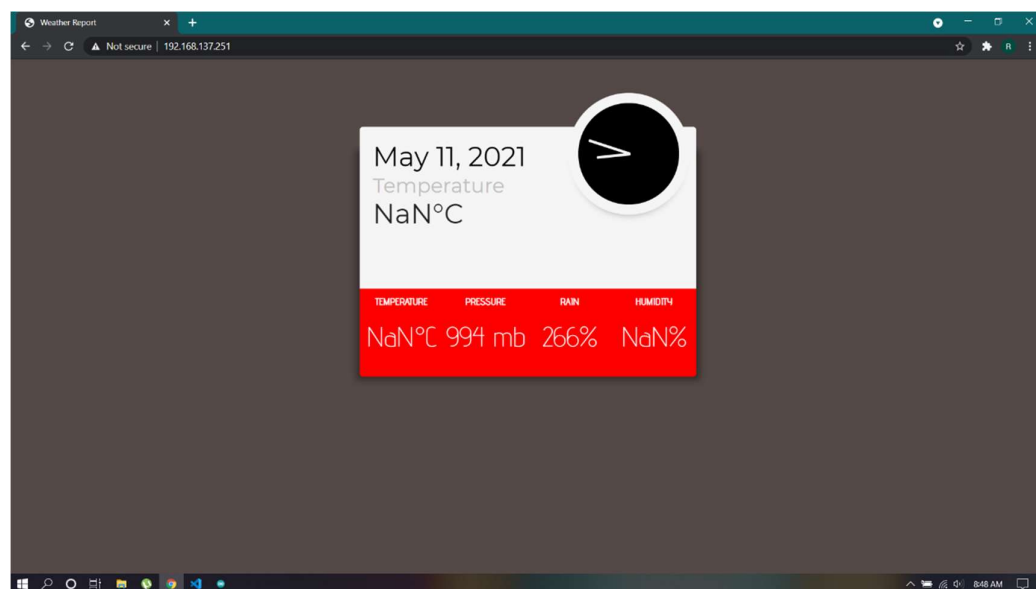 Weather Report
Not secure | 192.168.137.251
R
May 11, 2021
Temperature
NaN°C
TEMPERATURE PRESSURE RAIN HUMIDITY
NaN°C 994 mb 266% NaN%
8:48 AM